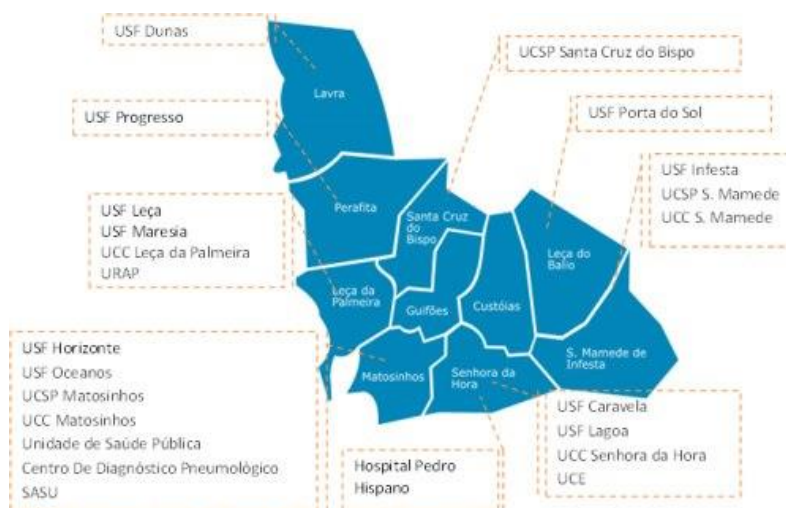 USF Dunas
UCSP Santa Cruz do Bispo
Lavra
USF Progresso
USF Porta do Sol
USF Infesta
UCSP S. Mamede
UCC S. Mamede
USF Leça
USF Maresia
UCC Leça da Palmeira
URAP
Perafita
Santa Cruz
do
Bispo
Leça do
Balio
Leça da
Palmeira
Guifões
Custóias
S. Mamede de
Infesta
Matosinhos
Senhora da
Hora
USF Horizonte
USF Oceanos
UCSP Matosinhos
UCC Matosinhos
Unidade de Saúde Pública
Centro De Diagnóstico Pneumológico
SASU
Hospital Pedro
Hispano
USF Caravela
USF Lagoa
UCC Senhora da Hora
UCE